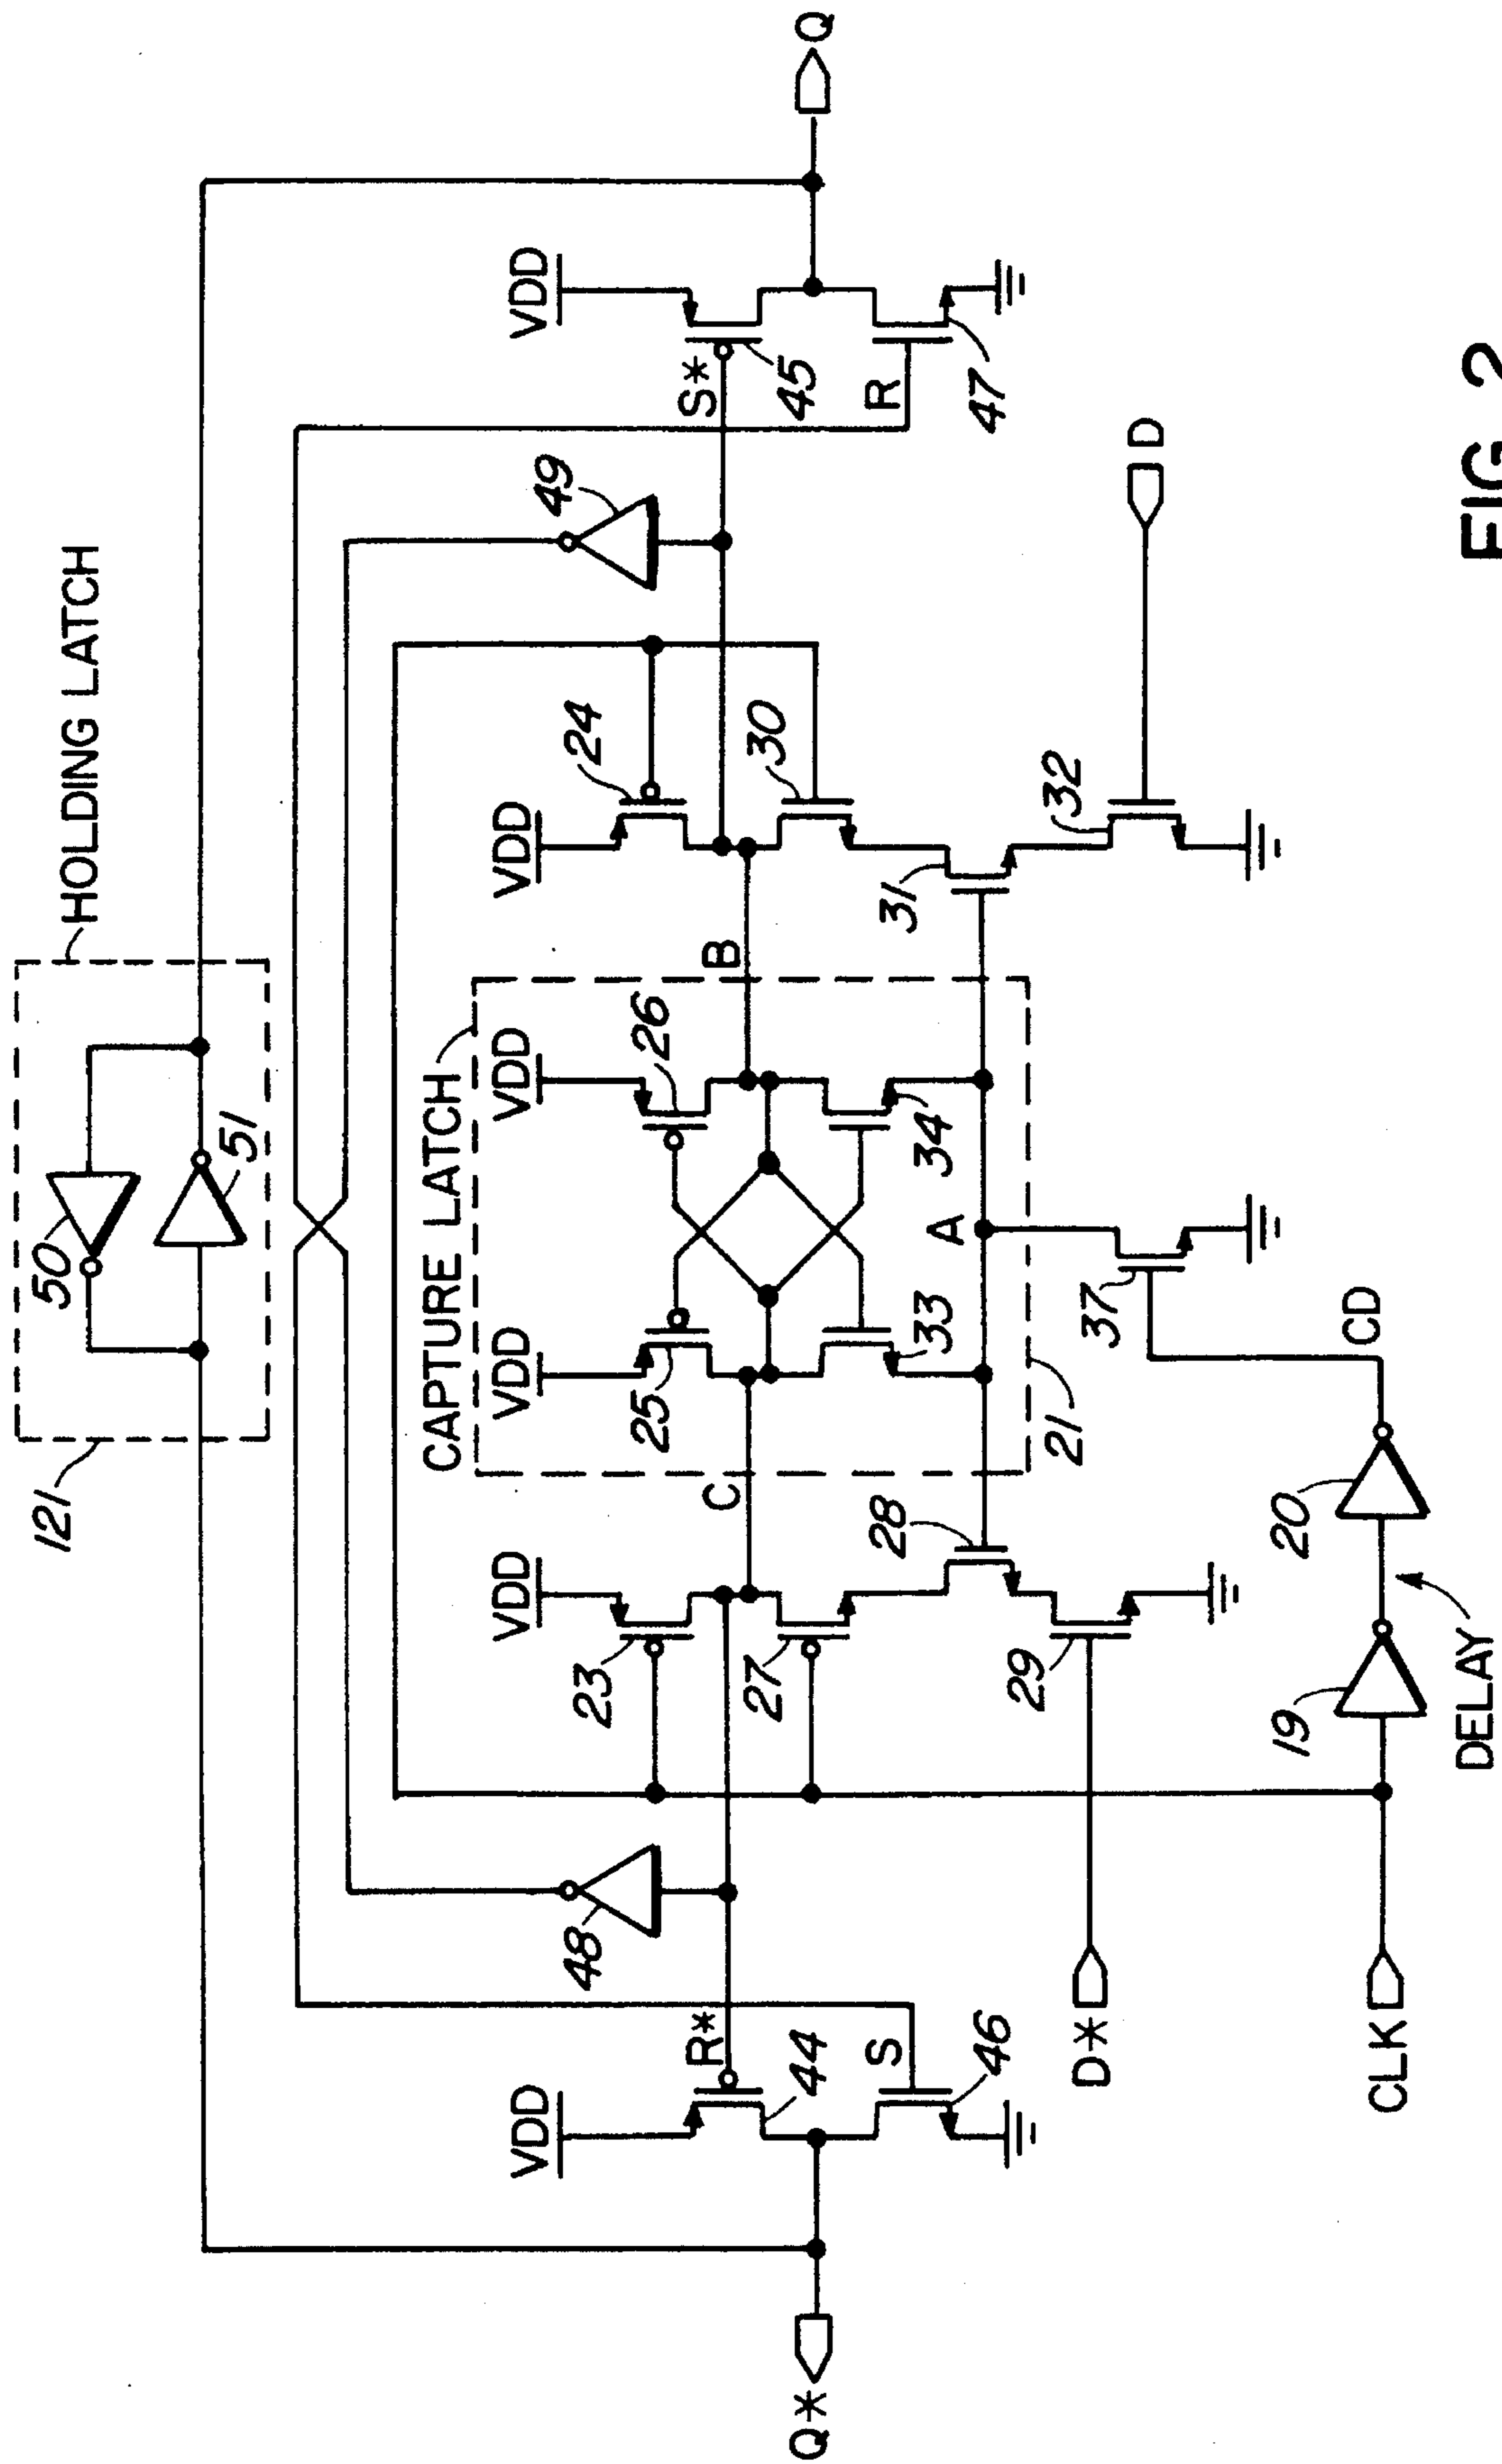 HOLDING LATCH
121
50
51
CAPTURE LATCH
VDD
VDD
VDD
VDD
VDD
VDD
R*
44
S
46
48
23
27
C
25
33
26
34
B
24
30
49
S*
45
R
47
Q*
Q
28
29
A
31
32
21
37
D*
D
CLK
19
20
CD
DELAY
FIG. 2